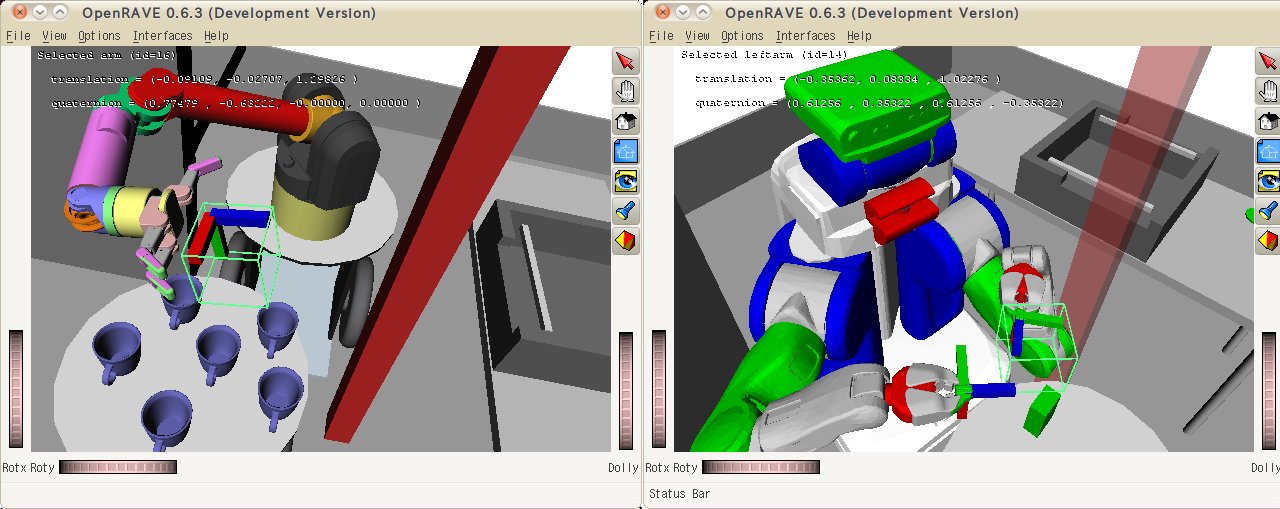 OpenRAVE 0.6.3 (Development Version)
File View Options Interfaces Help
Selected arm (id=16)
translation = (-0.09109, -0.02707, 1.29826 )
quaternion = (0.77479 , -0.63222, -0.00000, 0.00000 )
Rotx Roty
Dolly
OpenRAVE 0.6.3 (Development Version)
File View Options Interfaces Help
Selected leftarm (id=14)
translation = (-0.35362, 0.08334 , 1.02276 )
quaternion = (0.61256 , 0.35322 , 0.61256 , -0.35322)
Rotx Roty
Dolly
Status Bar